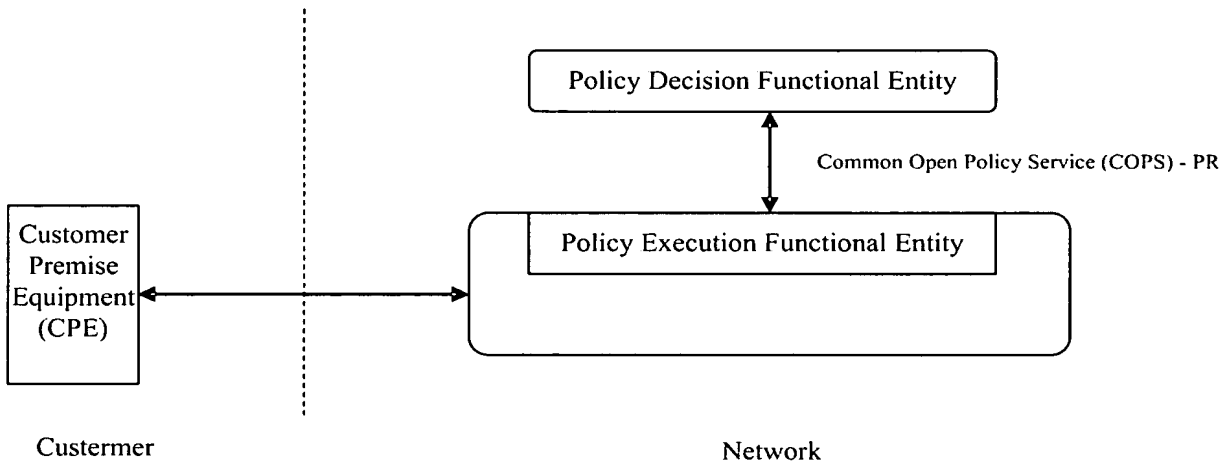 Policy Decision Functional Entity
Common Open Policy Service (COPS) - PR
Policy Execution Functional Entity
Customer
Premise
Equipment
(CPE)
Custermer
Network